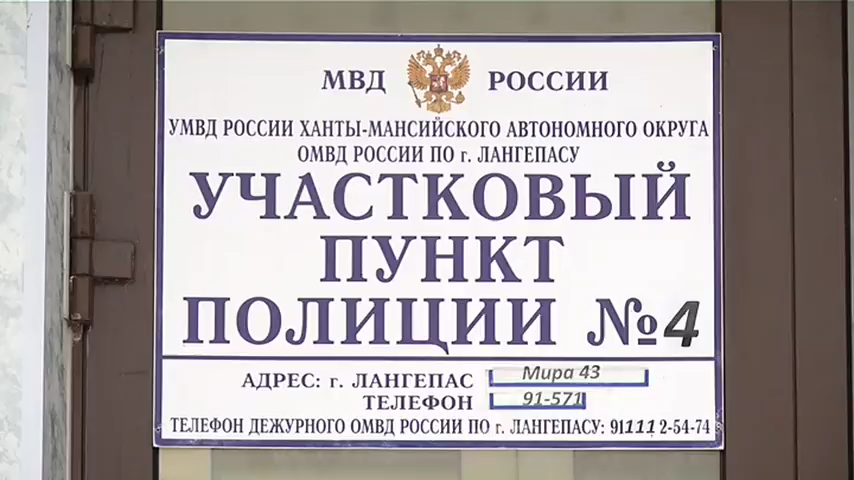 МВД РОССИИ
УМВД РОССИИ ХАНТЫ-МАНСИЙСКОГО АВТОНОМНОГО ОКРУГА
ОМВД РОССИИ ПО г. ЛАНГЕПАСУ
УЧАСТКОВЫЙ
ПУНКТ
ПОЛИЦИИ №4
АДРЕС: г. ЛАНГЕПАС Мира 43
ТЕЛЕФОН 91-571
ТЕЛЕФОН ДЕЖУРНОГО ОМВД РОССИИ ПО г. ЛАНГЕПАСУ: 91111 2-54-74